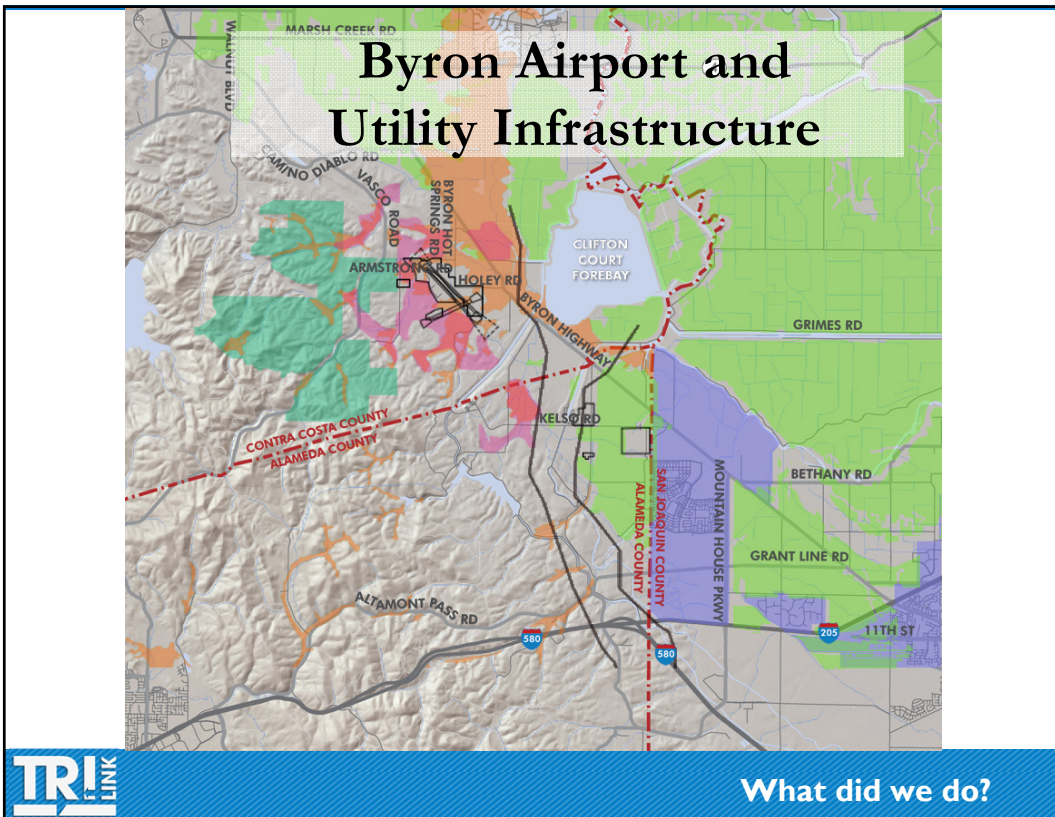 MARSH CREEK RD
WALNUT BLVD
Byron Airport and
Utility Infrastructure
CAMINO DIABLO RD
VASCO ROAD
BYRON HOT
SPRINGS RD
CLIFTON
COURT
FOREBAY
ARMSTRONG RD
HOLEY RD
BYRON HIGHWAY
GRIMES RD
KELSO RD
CONTRA COSTA COUNTY
ALAMEDA COUNTY
BETHANY RD
SAN JOAQUIN COUNTY
ALAMEDA COUNTY
MOUNTAIN HOUSE PKWY
GRANT LINE RD
ALTAMONT PASS RD
580
205
11TH ST
580
TRI
LINK
What did we do?